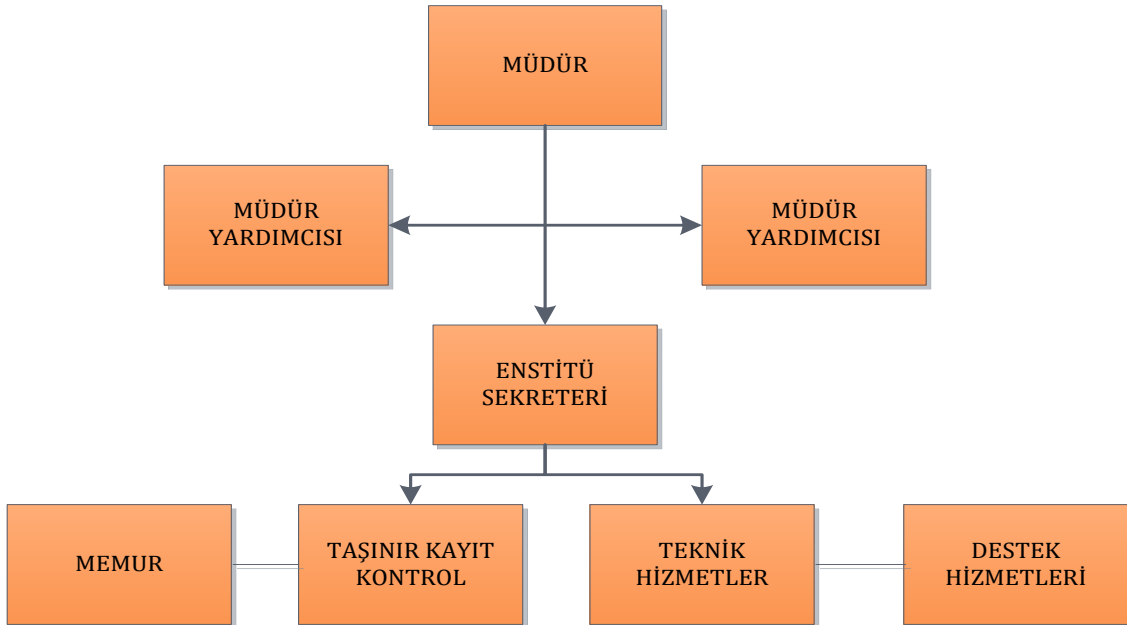 MÜDÜR
MÜDÜR
YARDIMCISI
MÜDÜR
YARDIMCISI
ENSTİTÜ
SEKRETERİ
MEMUR
TAŞINIR KAYIT
KONTROL
TEKNİK
HİZMETLER
DESTEK
HİZMETLERİ